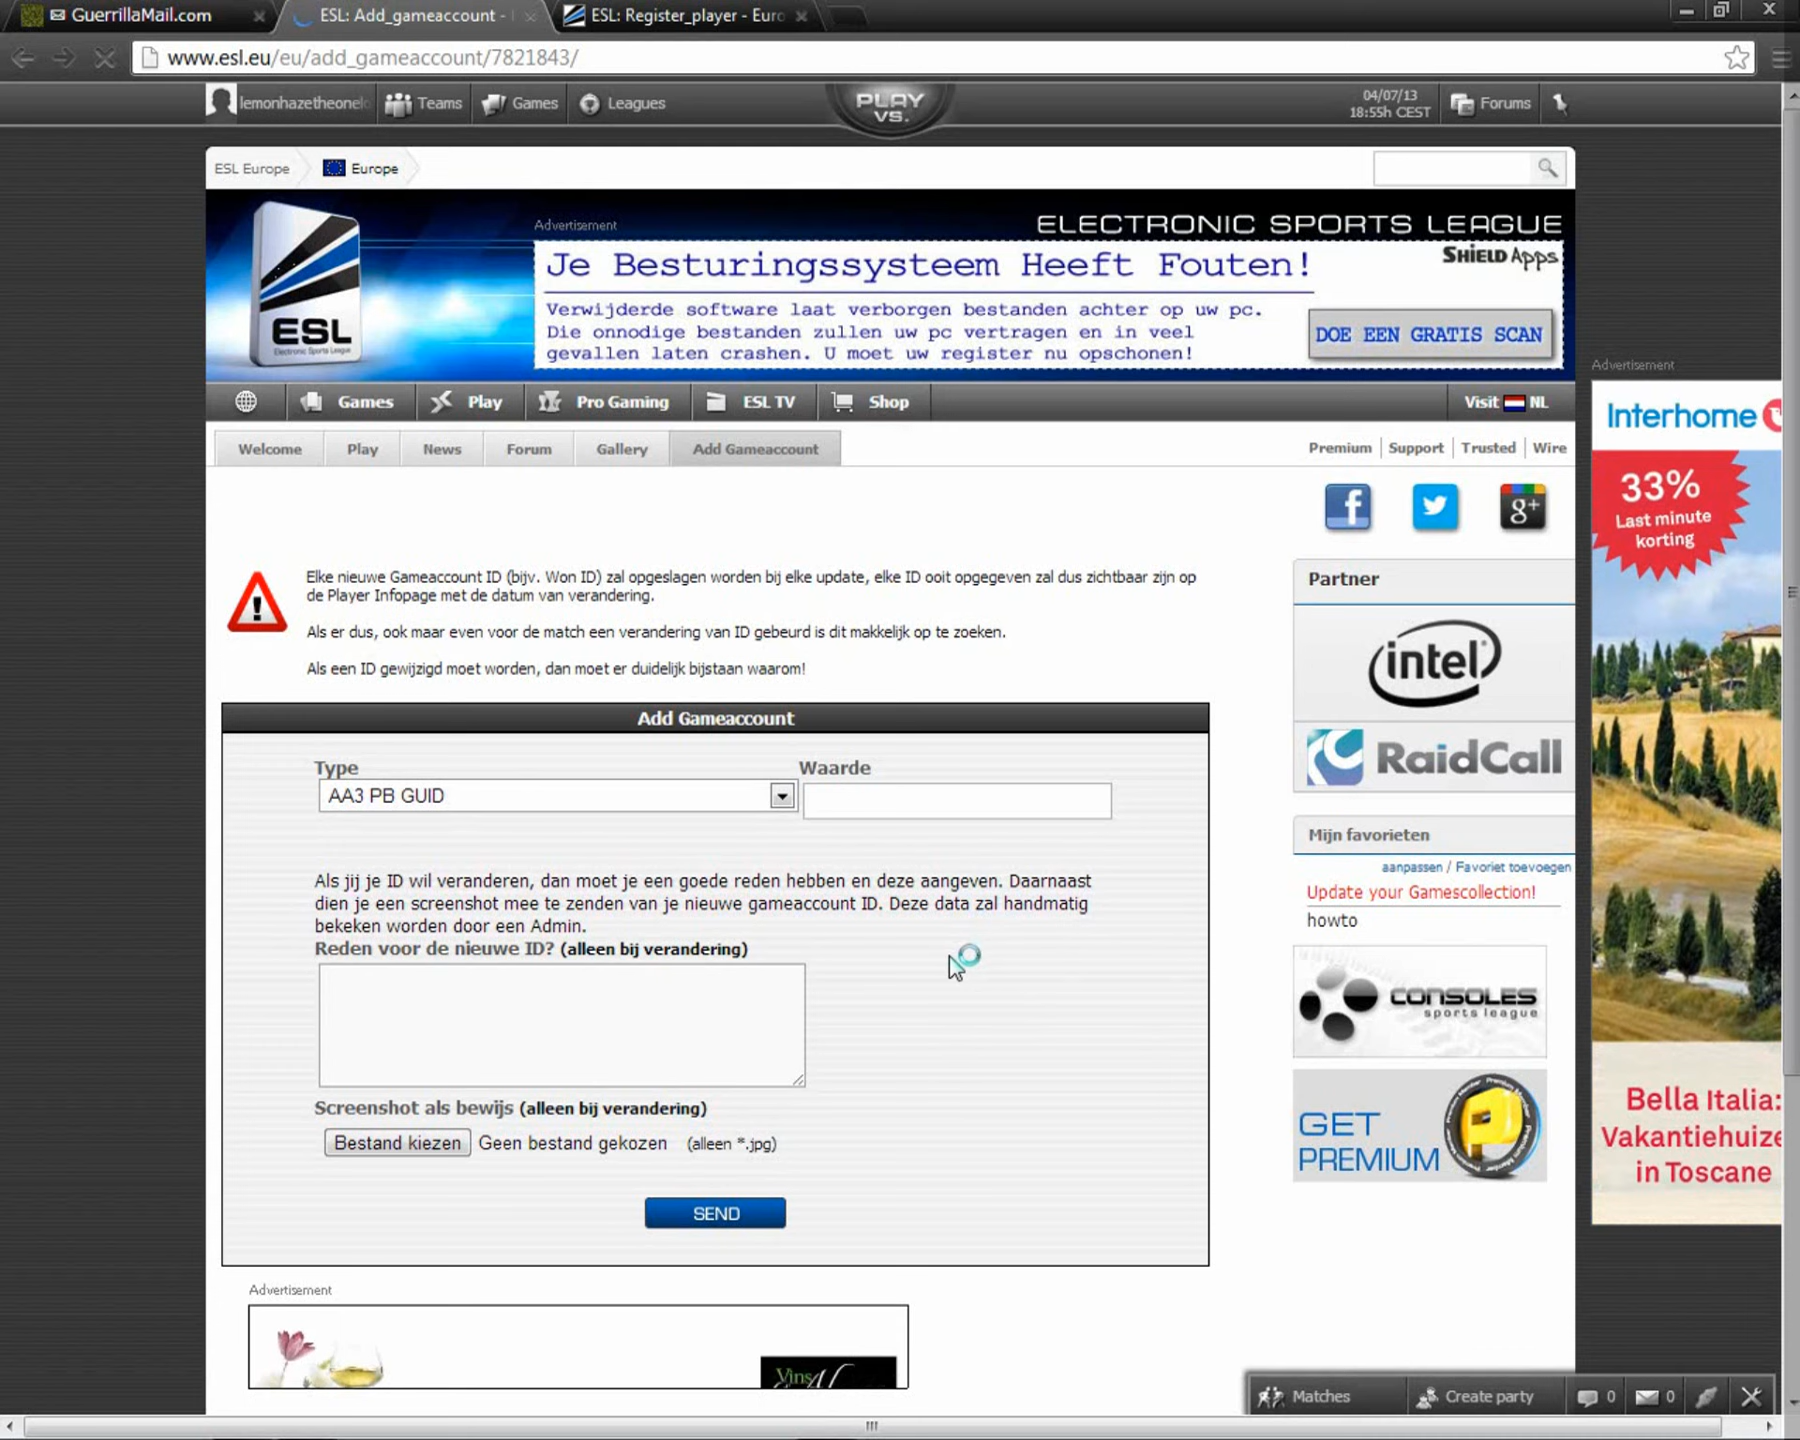 GuerrillaMail.com
ESL: Add_gameaccount -
ESL: Register_player - Euro
www.esl.eu/eu/add_gameaccount/7821843/
lemonhazetheonel
Teams
Games
Leagues
PLAY
VS.
04/07/13
18:55h CEST
Forums
ESL Europe
Europe
Advertisement
ELECTRONIC SPORTS LEAGUE
ESL
Electronic Sports League
Je Besturingssysteem Heeft Fouten!
SHIELD Apps
Verwijderde software laat verborgen bestanden achter op uw pc.
Die onnodige bestanden zullen uw pc vertragen en in veel
gevallen laten crashen. U moet uw register nu opschonen!
DOE EEN GRATIS SCAN
Games
Play
Pro Gaming
ESL TV
Shop
Visit NL
Welcome
Play
News
Forum
Gallery
Add Gameaccount
Premium
Support
Trusted
Wire
Elke nieuwe Gameaccount ID (bijv. Won ID) zal opgeslagen worden bij elke update, elke ID ooit opgegeven zal dus zichtbaar zijn op
de Player Infopage met de datum van verandering.
Als er dus, ook maar even voor de match een verandering van ID gebeurd is dit makkelijk op te zoeken.
Als een ID gewijzigd moet worden, dan moet er duidelijk bijstaan waarom!
Add Gameaccount
Type
Waarde
AA3 PB GUID
Als jij je ID wil veranderen, dan moet je een goede reden hebben en deze aangeven. Daarnaast
dien je een screenshot mee te zenden van je nieuwe gameaccount ID. Deze data zal handmatig
bekeken worden door een Admin.
Reden voor de nieuwe ID? (alleen bij verandering)
Screenshot als bewijs (alleen bij verandering)
Bestand kiezen
Geen bestand gekozen
(alleen *.jpg)
SEND
Advertisement
Vins
Partner
intel
RaidCall
Mijn favorieten
aanpassen / Favoriet toevoegen
Update your Gamescollection!
howto
CONSOLES
sports league
GET
PREMIUM
Advertisement
Interhome
33%
Last minute
korting
Bella Italia:
Vakantiehuize
in Toscane
Matches
Create party
0
0